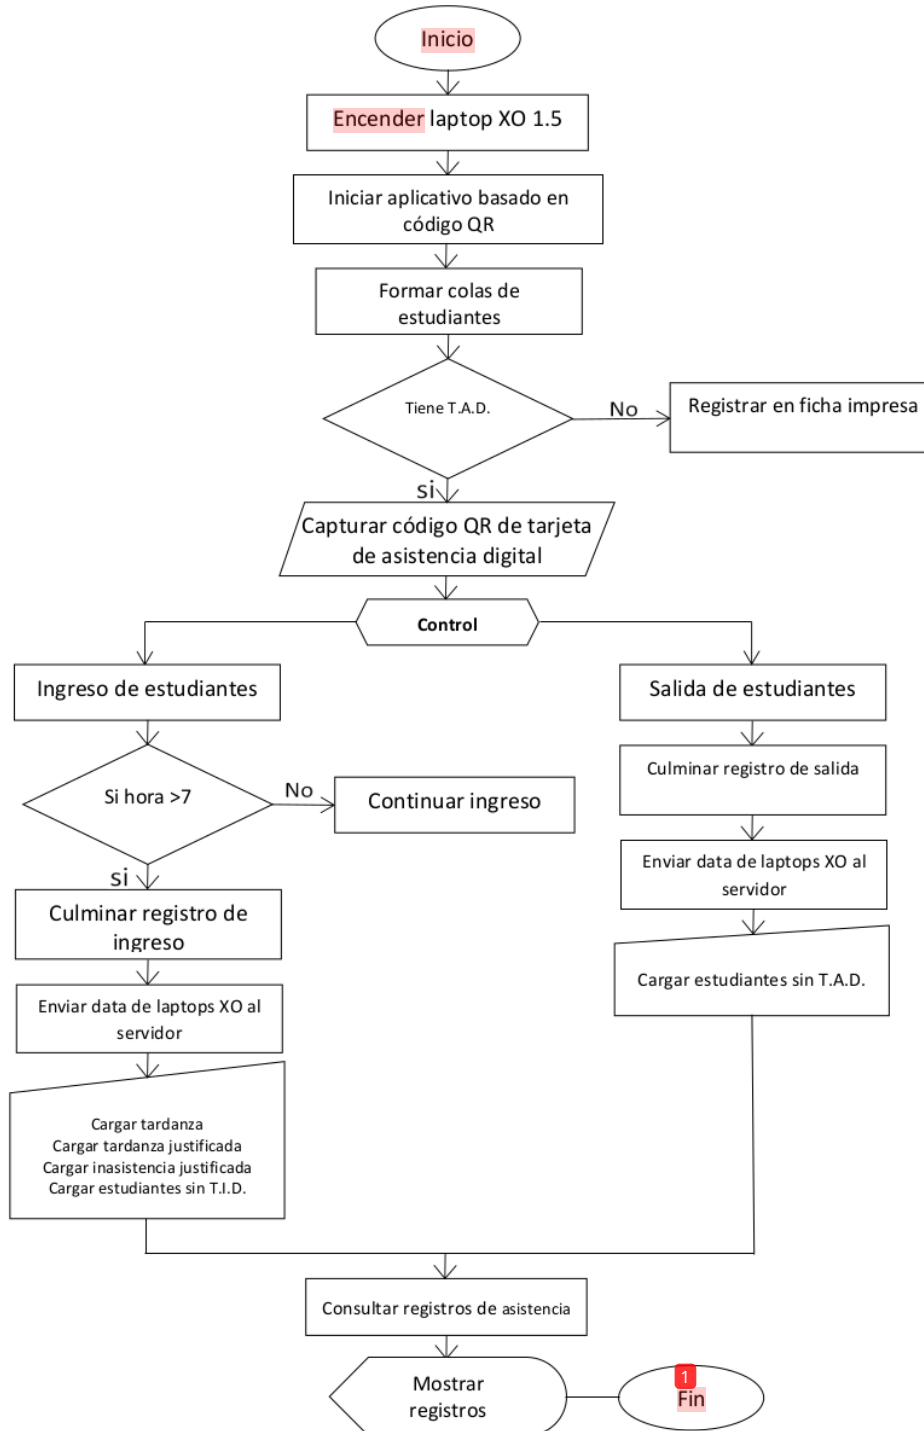 Inicio
Encender laptop XO 1.5
Iniciar aplicativo basado en
código QR
Formar colas de
estudiantes
Tiene T.A.D.
No
Registrar en ficha impresa
si
Capturar código QR de tarjeta
de asistencia digital
Control
Ingreso de estudiantes
Si hora >7
No
Continuar ingreso
si
Culminar registro de
ingreso
Enviar data de laptops XO al
servidor
Cargar tardanza
Cargar tardanza justificada
Cargar inasistencia justificada
Cargar estudiantes sin T.I.D.
Salida de estudiantes
Culminar registro de salida
Enviar data de laptops XO al
servidor
Cargar estudiantes sin T.A.D.
Consultar registros de asistencia
Mostrar
registros
1
Fin